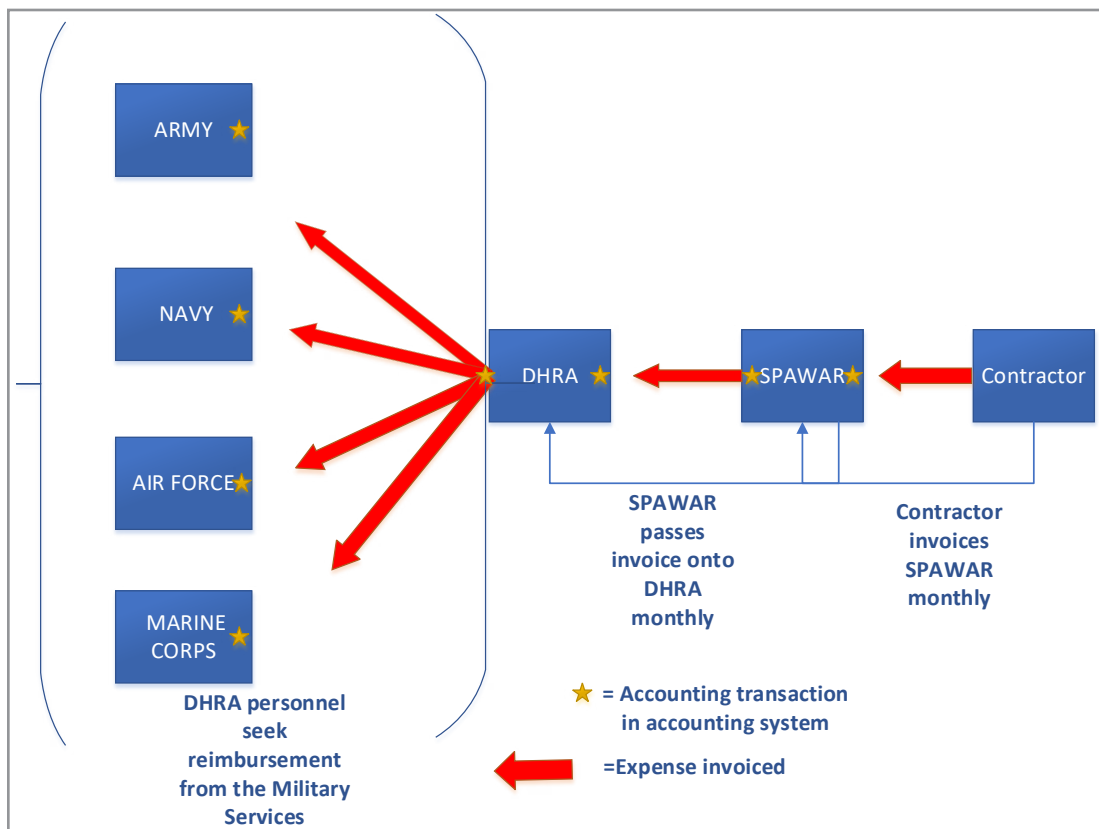 ARMY
NAVY
AIR FORCE
MARINE
CORPS
DHRA
SPAWAR
Contractor
SPAWAR
passes
invoice onto
DHRA
monthly
Contractor
invoices
SPAWAR
monthly
DHRA personnel
seek
reimbursement
from the Military
Services
= Accounting transaction
in accounting system
=Expense invoiced